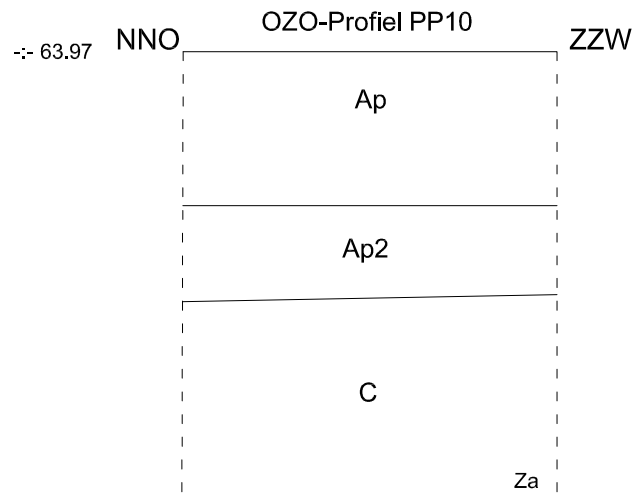 OZO-Profiel PP10
NNO ZZW
-:- 63.97
Ap
Ap2
C
Za